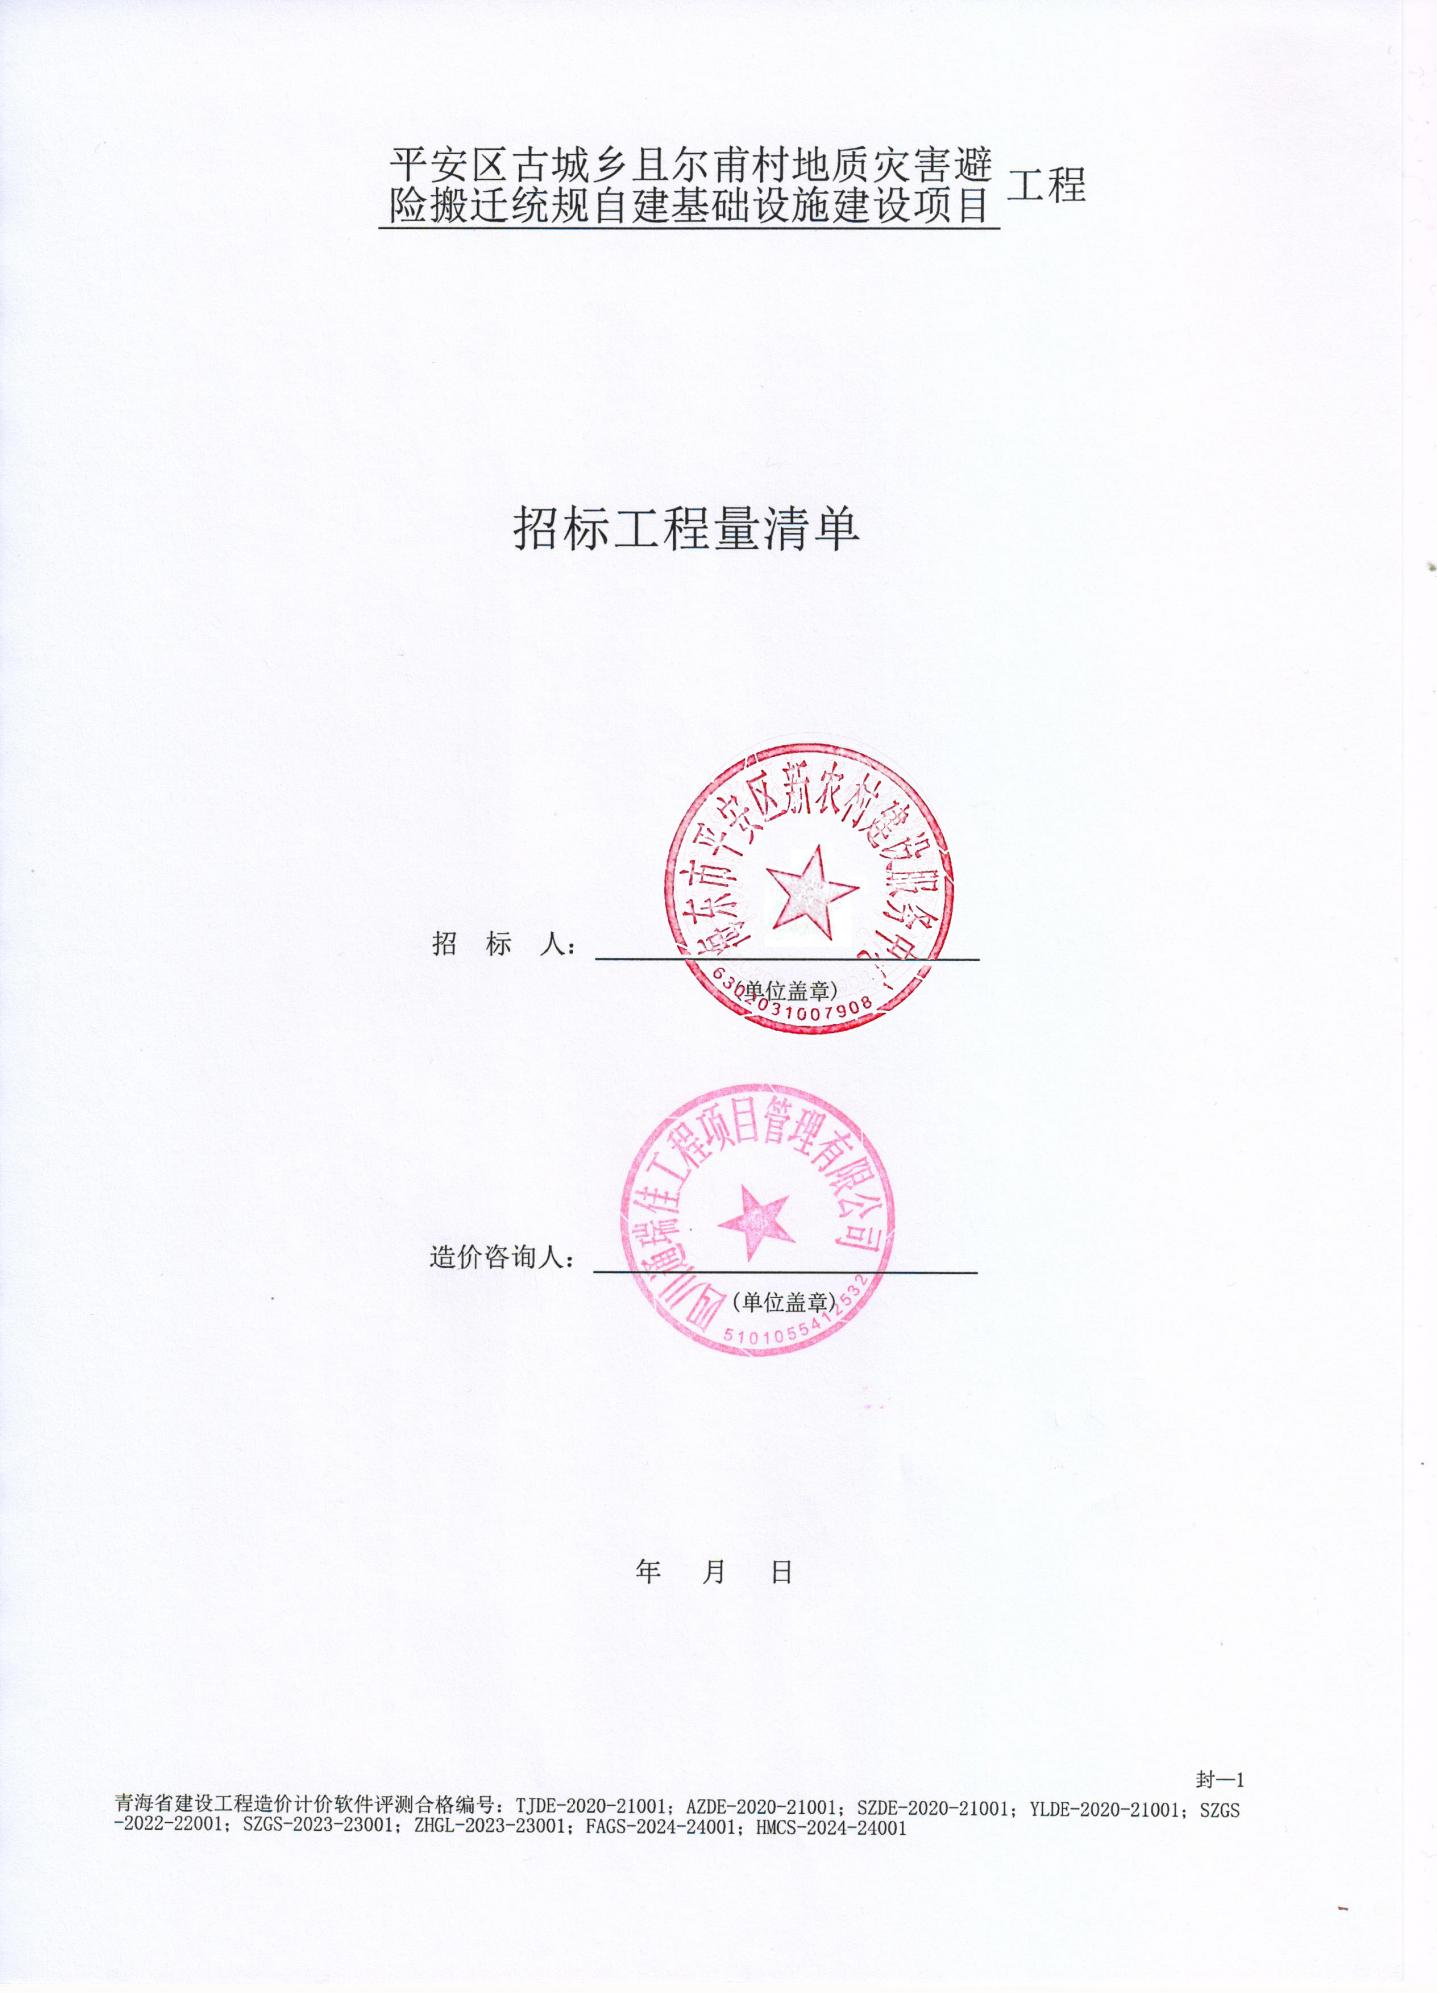 平安区古城乡且尔甫村地质灾害避
险搬迁统规自建基础设施建设项目 工程
招标工程量清单
海东市平安区新农村建设服务中心
招 标 人：
(单位盖章)
6302031007908
四川通瑞佳工程项目管理有限公司
造价咨询人：
(单位盖章)
5101055412532
年 月 日
封—1
青海省建设工程造价计价软件评测合格编号：TJDE-2020-21001；AZDE-2020-21001；SZDE-2020-21001；YLDE-2020-21001；SZGS
-2022-22001；SZGS-2023-23001；ZHGL-2023-23001；FAGS-2024-24001；HMCS-2024-24001